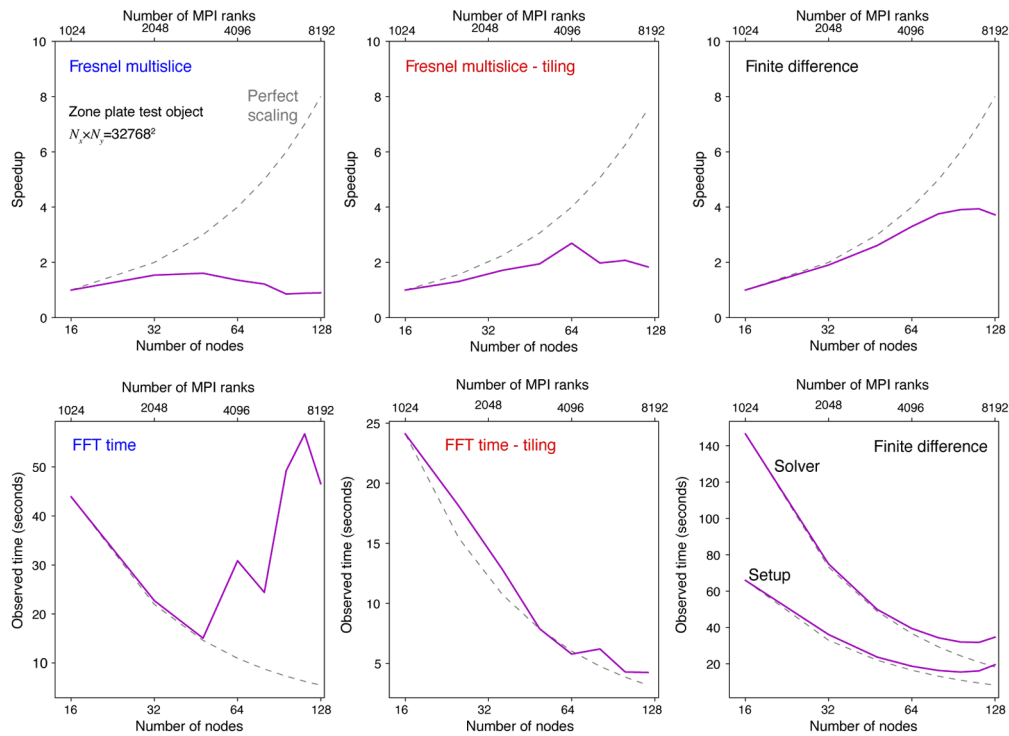 Number of MPI ranks
1024 2048 4096 8192
10
8
6
4
2
0
Speedup
Fresnel multislice
Zone plate test object
Nx×Ny=32768²
Perfect
scaling
16 32 64 128
Number of nodes
Number of MPI ranks
1024 2048 4096 8192
10
8
6
4
2
0
Speedup
Fresnel multislice - tiling
16 32 64 128
Number of nodes
Number of MPI ranks
1024 2048 4096 8192
10
8
6
4
2
0
Speedup
Finite difference
16 32 64 128
Number of nodes
Number of MPI ranks
1024 2048 4096 8192
50
40
30
20
10
Observed time (seconds)
FFT time
16 32 64 128
Number of nodes
Number of MPI ranks
1024 2048 4096 8192
25
20
15
10
5
Observed time (seconds)
FFT time - tiling
16 32 64 128
Number of nodes
Number of MPI ranks
1024 2048 4096 8192
140
120
100
80
60
40
20
Observed time (seconds)
Finite difference
Solver
Setup
16 32 64 128
Number of nodes